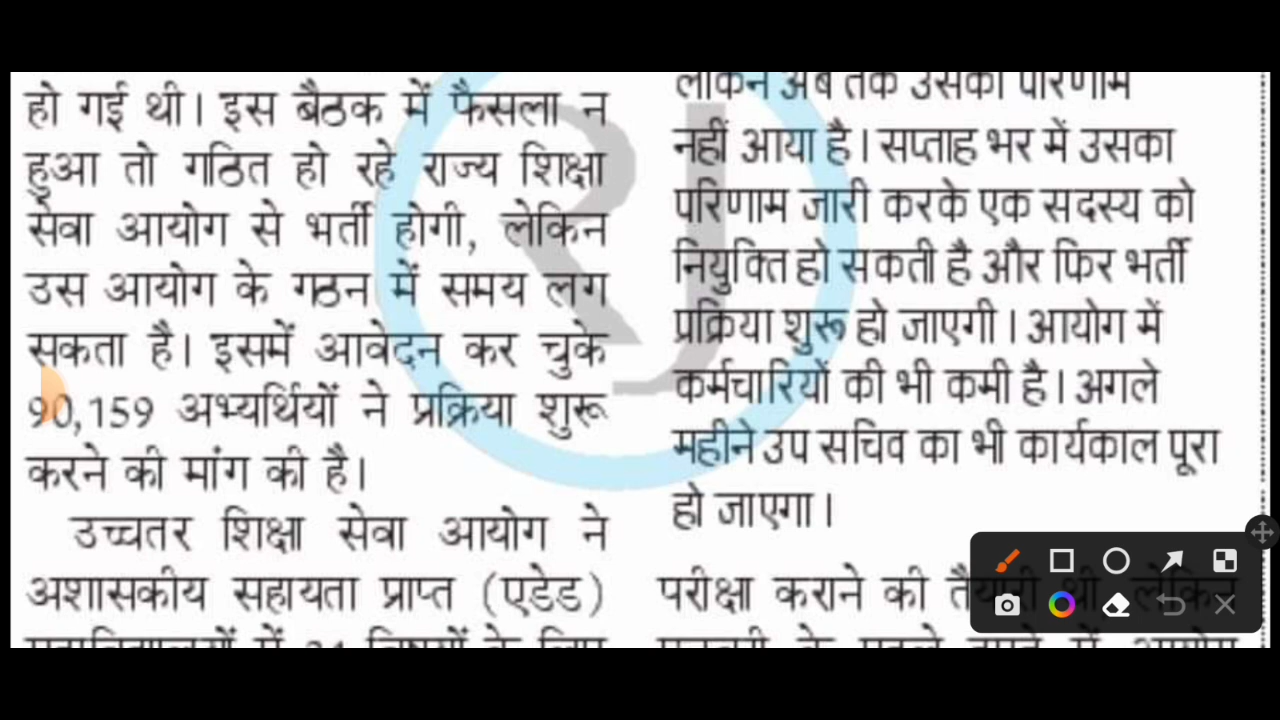 हो गई थी। इस बैठक में फैसला न
हुआ तो गठित हो रहे राज्य शिक्षा
सेवा आयोग से भर्ती होगी, लेकिन
उस आयोग के गठन में समय लग
सकता है। इसमें आवेदन कर चुके
90,159 अभ्यर्थियों ने प्रक्रिया शुरू
करने की मांग की है।
उच्चतर शिक्षा सेवा आयोग ने
अशासकीय सहायता प्राप्त (एडेड)
लेकिन अब तक उसका परिणाम
नहीं आया है। सप्ताह भर में उसका
परिणाम जारी करके एक सदस्य को
नियुक्ति हो सकती है और फिर भर्ती
प्रक्रिया शुरू हो जाएगी। आयोग में
कर्मचारियों की भी कमी है। अगले
महीने उप सचिव का भी कार्यकाल पूरा
हो जाएगा।
परीक्षा कराने की तैयारी थी, लेकिन